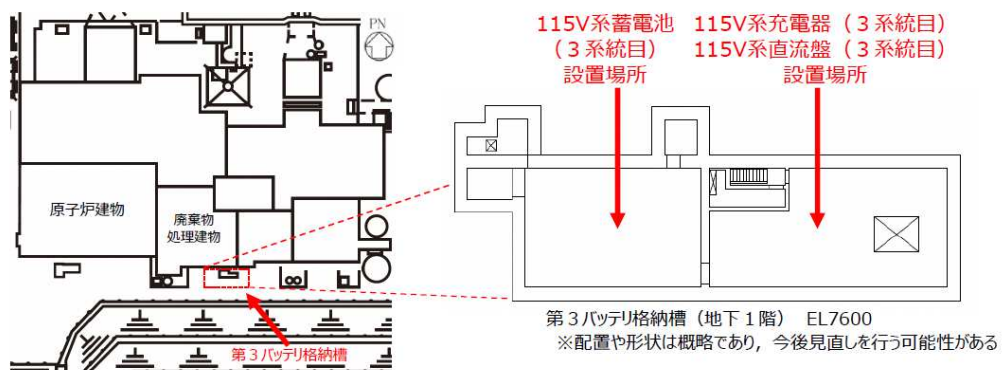 PN
原子炉建物
廃棄物
処理建物
第３バッテリ格納槽
115V系蓄電池
（３系統目）
設置場所
115V系充電器（３系統目）
115V系直流盤（３系統目）
設置場所
第３バッテリ格納槽（地下１階）　EL7600
※配置や形状は概略であり，今後見直しを行う可能性がある